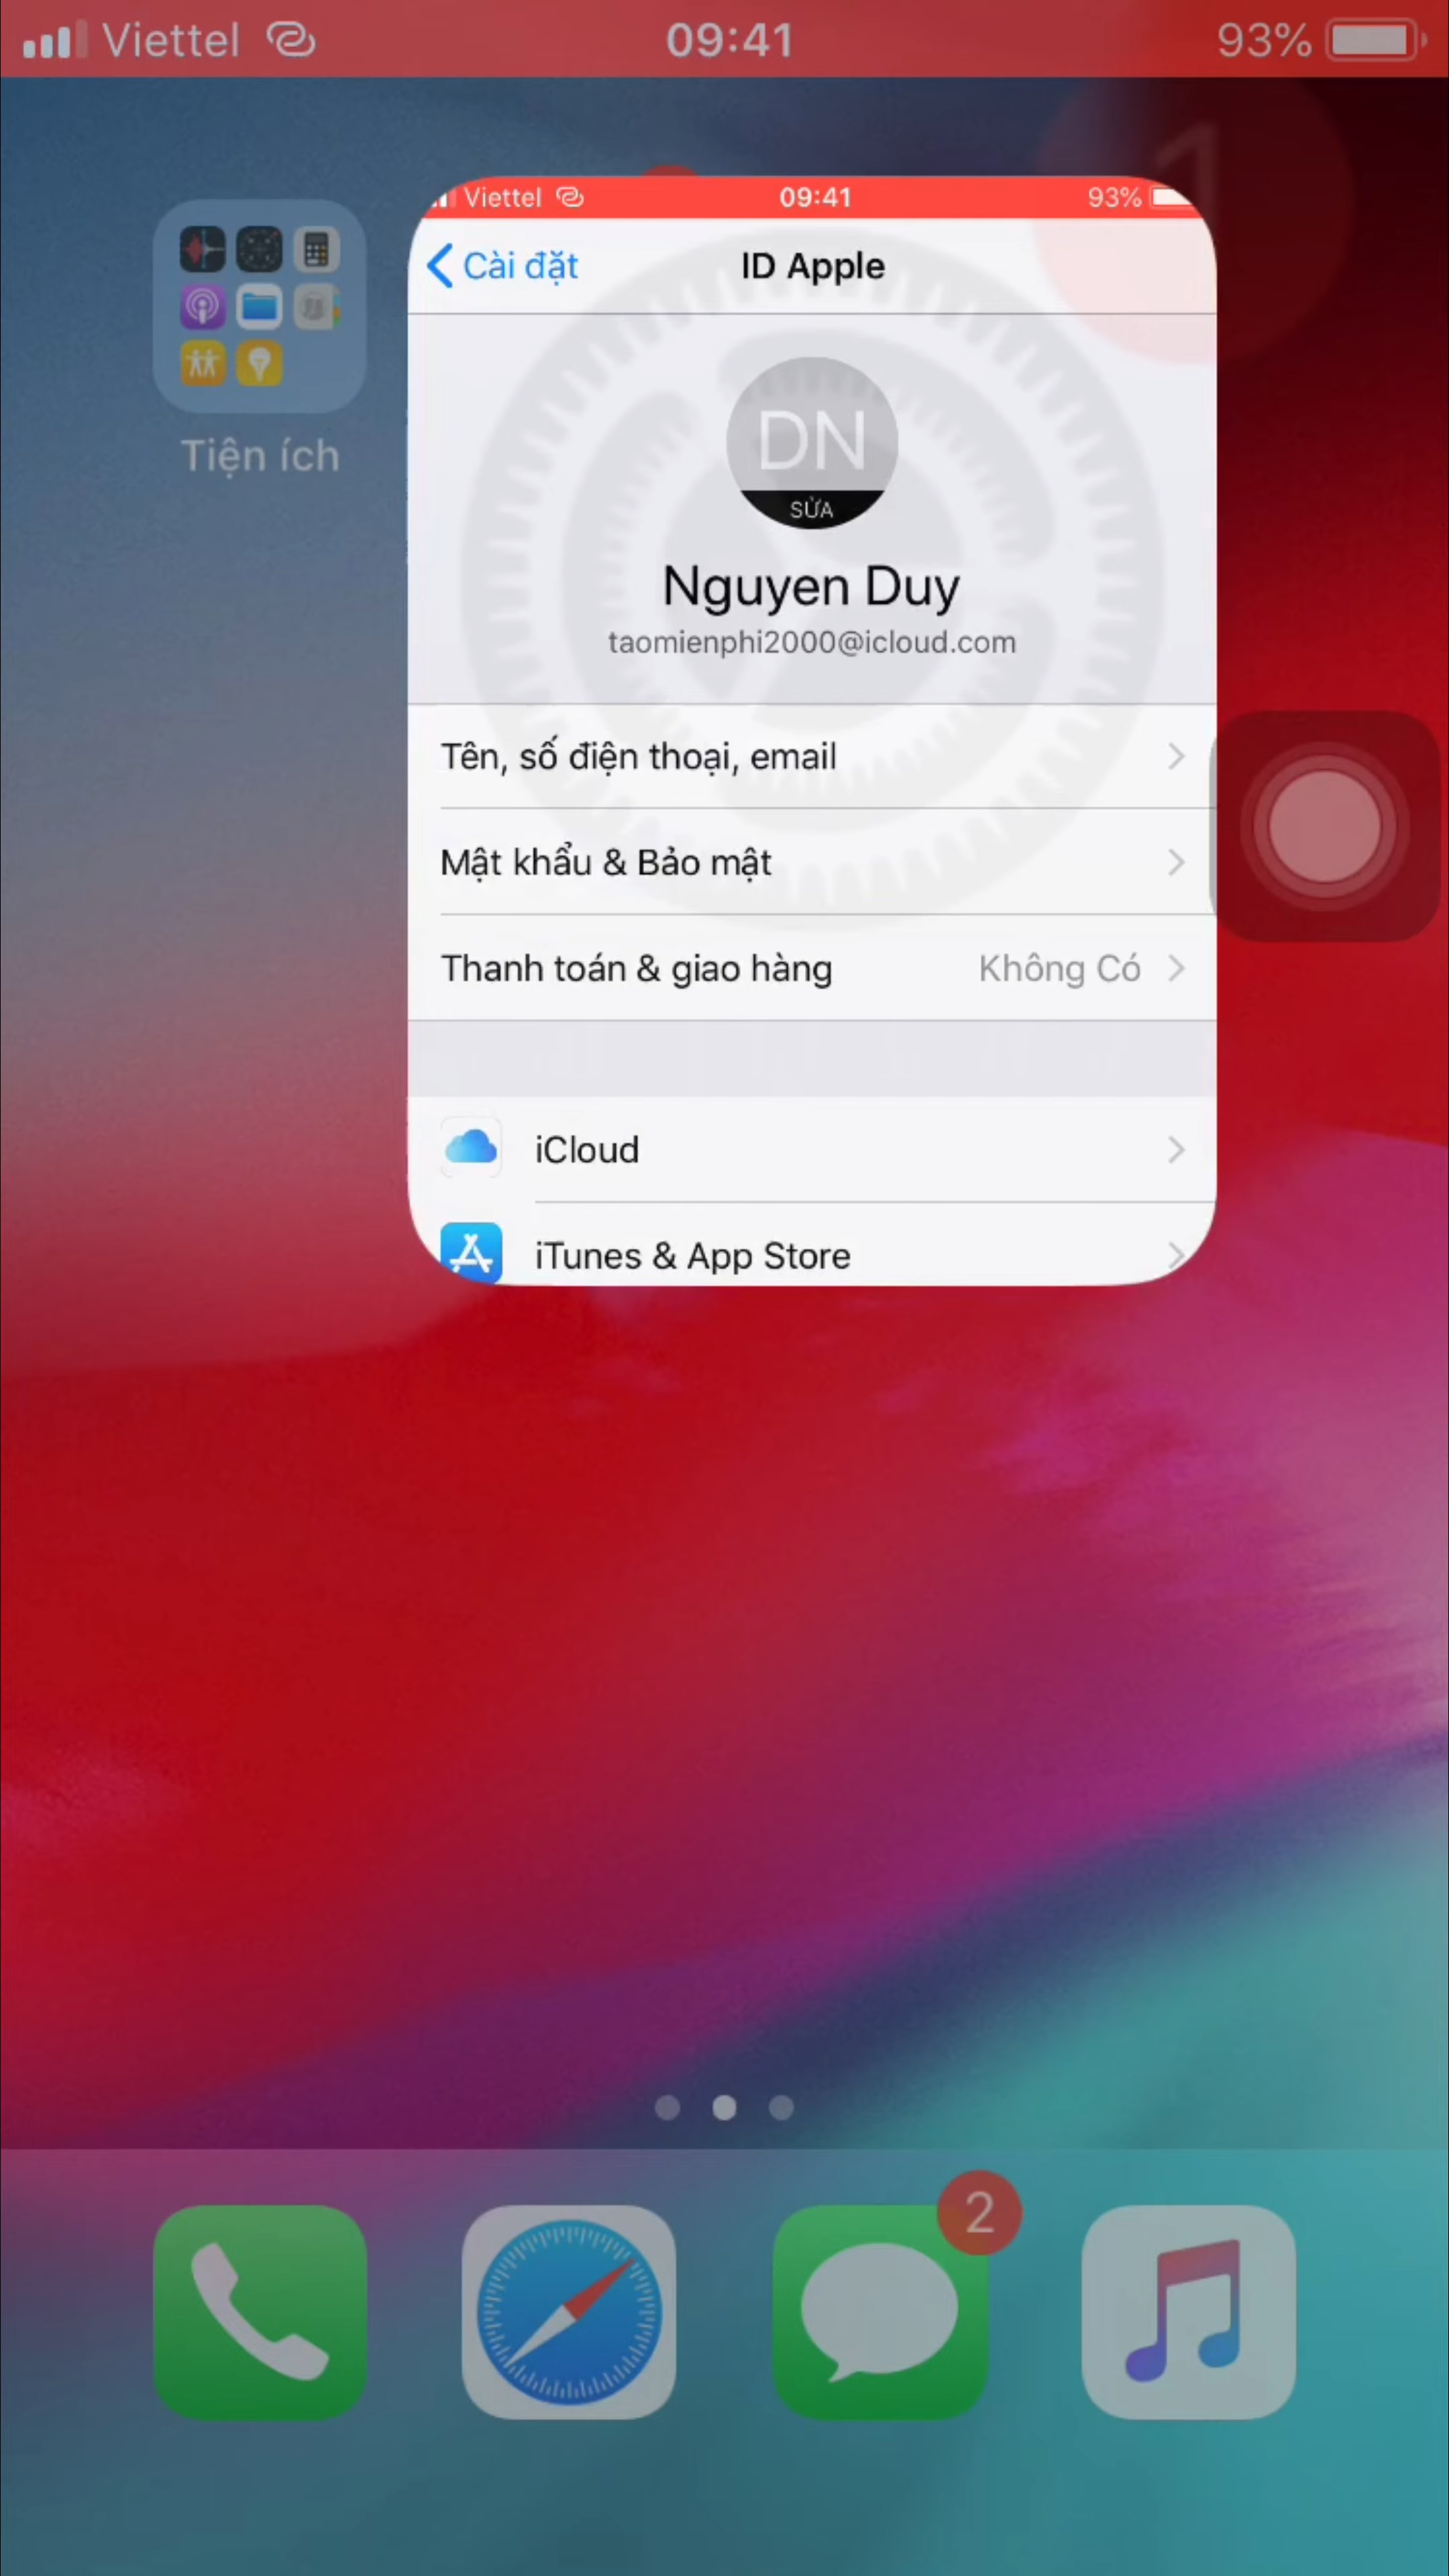 Viettel 09:41 93%
1
Viettel 09:41 93%
Cài đặt ID Apple
DN
SỬA
Nguyen Duy
taomienphi2000@icloud.com
Tên, số điện thoại, email
Mật khẩu & Bảo mật
Thanh toán & giao hàng Không Có
iCloud
iTunes & App Store
Tiện ích
2